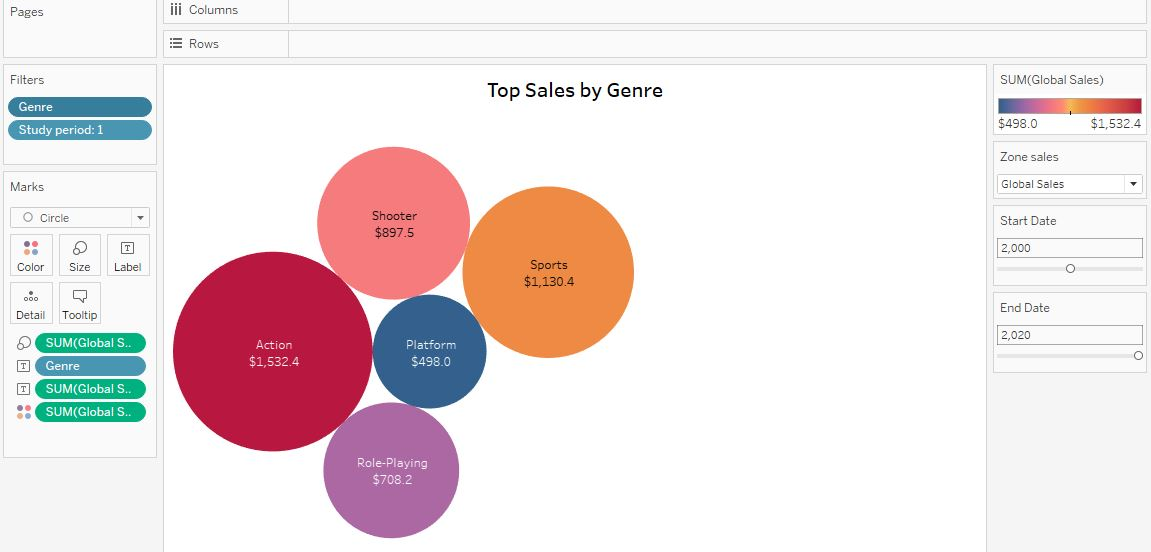 Pages
Columns
Rows
Filters
Genre
Study period: 1
Marks
Circle
Color
Size
Label
Detail
Tooltip
SUM(Global S..
Genre
SUM(Global S..
SUM(Global S..
Top Sales by Genre
Shooter
$897.5
Sports
$1,130.4
Action
$1,532.4
Platform
$498.0
Role-Playing
$708.2
SUM(Global Sales)
$498.0
$1,532.4
Zone sales
Global Sales
Start Date
2,000
End Date
2,020